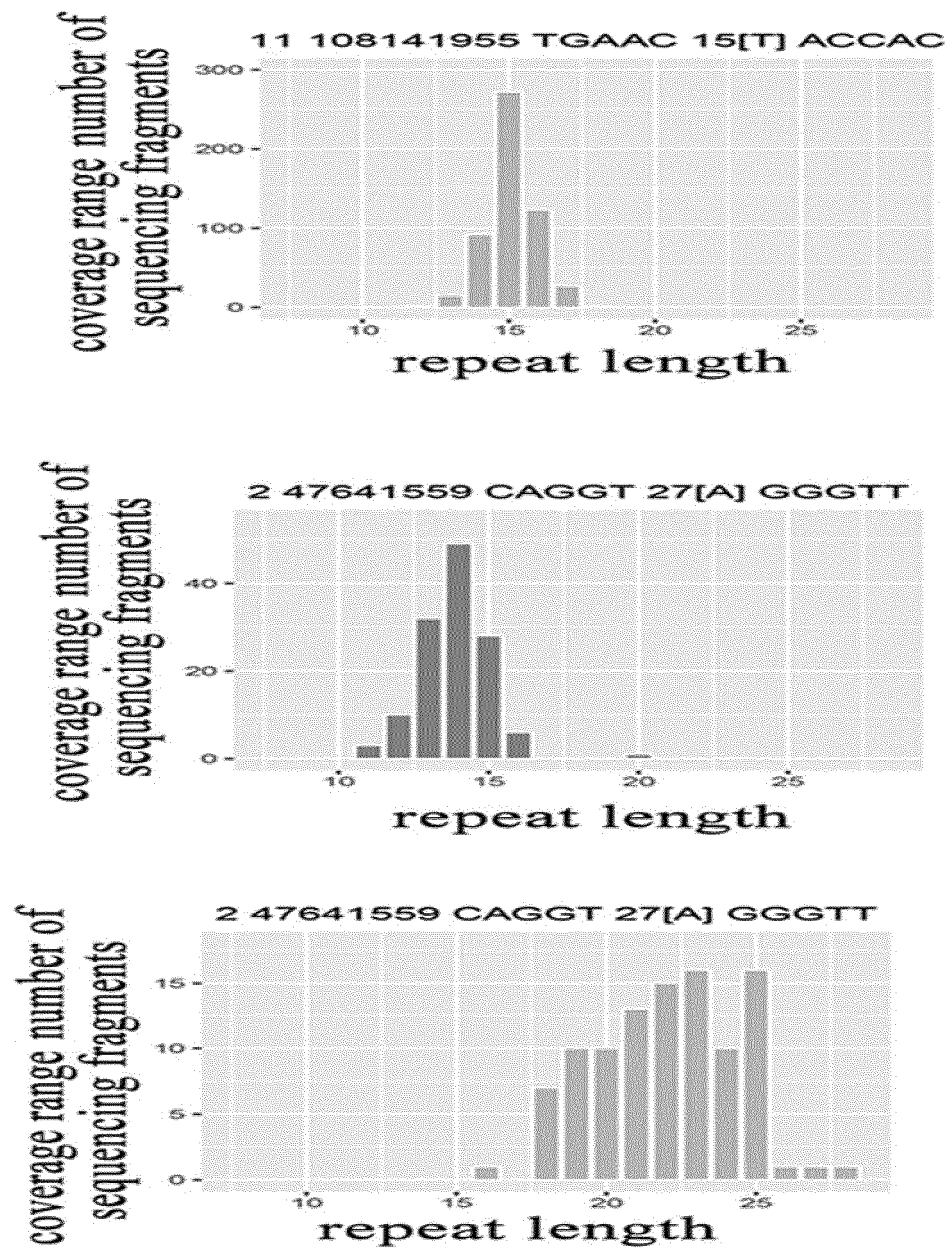 11 108141955 TGAAC 15[T] ACCAC
coverage range number of
sequencing fragments
300
200
100
0
10 15 20 25
repeat length
2 47641559 CAGGT 27[A] GGGTT
coverage range number of
sequencing fragments
40
20
0
10 15 20 25
repeat length
2 47641559 CAGGT 27[A] GGGTT
coverage range number of
sequencing fragments
15
10
5
0
10 15 20 25
repeat length